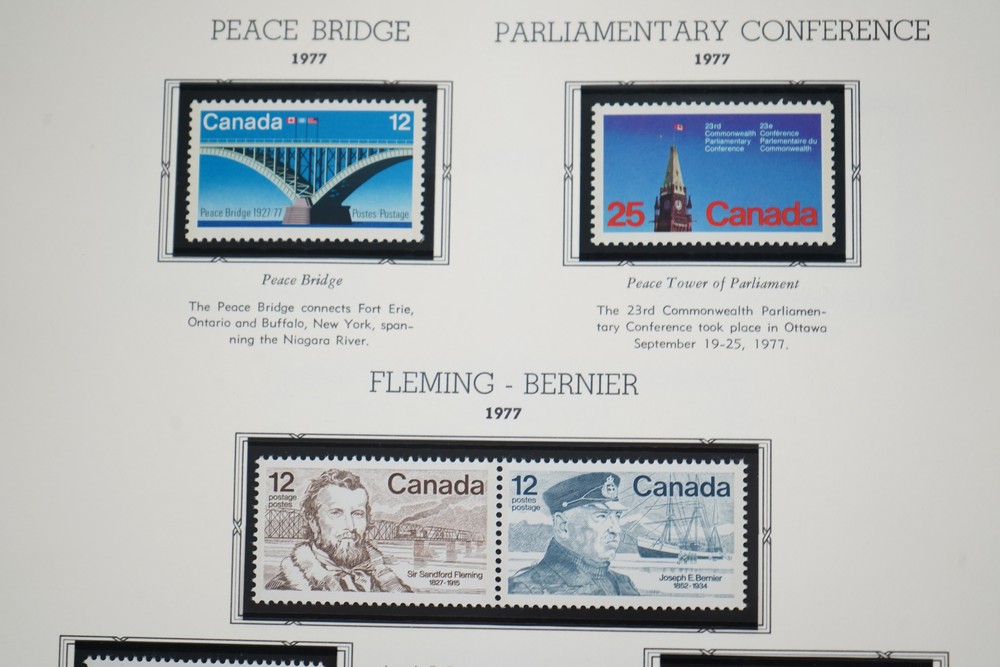 PEACE BRIDGE
1977
Canada 12
Peace Bridge 1927-77 Postes/Postage
Peace Bridge
The Peace Bridge connects Fort Erie,
Ontario and Buffalo, New York, span-
ning the Niagara River.
PARLIAMENTARY CONFERENCE
1977
23rd
Commonwealth
Parliamentary
Conference
23e
Conférence
Parlementaire du
Commonwealth
25 Canada
Peace Tower of Parliament
The 23rd Commonwealth Parliamen-
tary Conference took place in Ottawa
September 19-25, 1977.
FLEMING - BERNIER
1977
12 Canada
postage
postes
Sir Sandford Fleming
1827-1915
12 Canada
postes
postage
Joseph E. Bernier
1852-1934